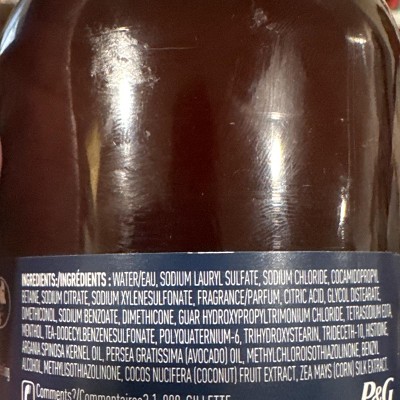 INGREDIENTS:/INGRÉDIENTS : WATER/EAU, SODIUM LAURYL SULFATE, SODIUM CHLORIDE, COCAMIDOPROPYL
BETAINE, SODIUM CITRATE, SODIUM XYLENESULFONATE, FRAGRANCE/PARFUM, CITRIC ACID, GLYCOL DISTEARATE,
DIMETHICONOL, SODIUM BENZOATE, DIMETHICONE, GUAR HYDROXYPROPYLTRIMONIUM CHLORIDE, TETRASODIUM EDTA,
MENTHOL, TEA-DODECYLBENZENESULFONATE, POLYQUATERNIUM-6, TRIHYDROXYSTEARIN, TRIDECETH-10, HISTIDINE
ARGANIA SPINOSA KERNEL OIL, PERSEA GRATISSIMA (AVOCADO) OIL, METHYLCHLOROISOTHIAZOLINONE, BENZYL
ALCOHOL, METHYLISOTHIAZOLINONE, COCOS NUCIFERA (COCONUT) FRUIT EXTRACT, ZEA MAYS (CORN) SILK EXTRACT.
Comments?/Commentaires? 1 GILLETTE
P&G